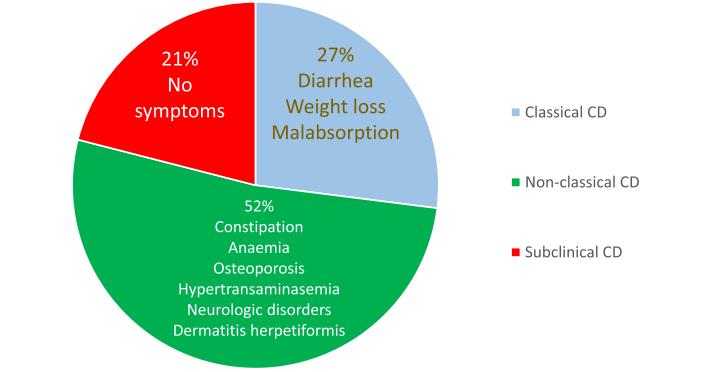 21%
No
symptoms
27%
Diarrhea
Weight loss
Malabsorption
52%
Constipation
Anaemia
Osteoporosis
Hypertransaminasemia
Neurologic disorders
Dermatitis herpetiformis
Classical CD
Non-classical CD
Subclinical CD